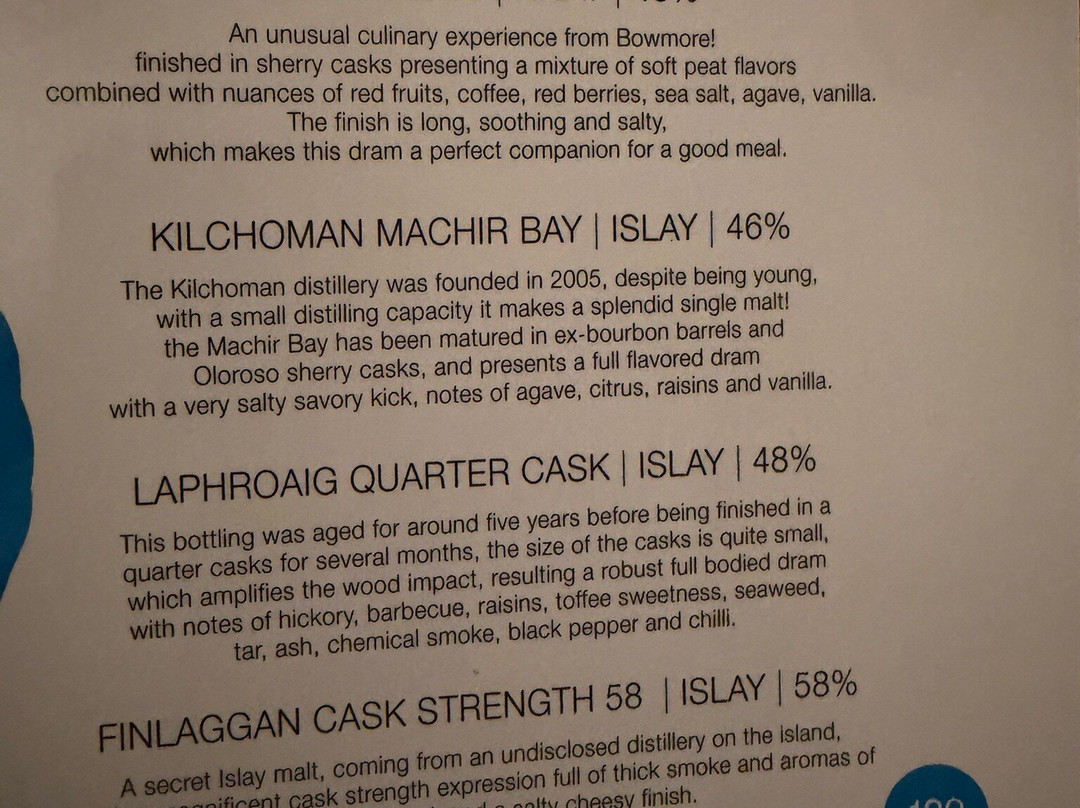 An unusual culinary experience from Bowmore!
finished in sherry casks presenting a mixture of soft peat flavors
combined with nuances of red fruits, coffee, red berries, sea salt, agave, vanilla.
The finish is long, soothing and salty,
which makes this dram a perfect companion for a good meal.
KILCHOMAN MACHIR BAY | ISLAY | 46%
The Kilchoman distillery was founded in 2005, despite being young,
with a small distilling capacity it makes a splendid single malt!
the Machir Bay has been matured in ex-bourbon barrels and
Oloroso sherry casks, and presents a full flavored dram
with a very salty savory kick, notes of agave, citrus, raisins and vanilla.
LAPHROAIG QUARTER CASK | ISLAY | 48%
This bottling was aged for around five years before being finished in a
quarter casks for several months, the size of the casks is quite small,
which amplifies the wood impact, resulting a robust full bodied dram
with notes of hickory, barbecue, raisins, toffee sweetness, seaweed,
tar, ash, chemical smoke, black pepper and chilli.
FINLAGGAN CASK STRENGTH 58 | ISLAY | 58%
A secret Islay malt, coming from an undisclosed distillery on the island,
cask strength expression full of thick smoke and aromas of
salty cheesy finish.